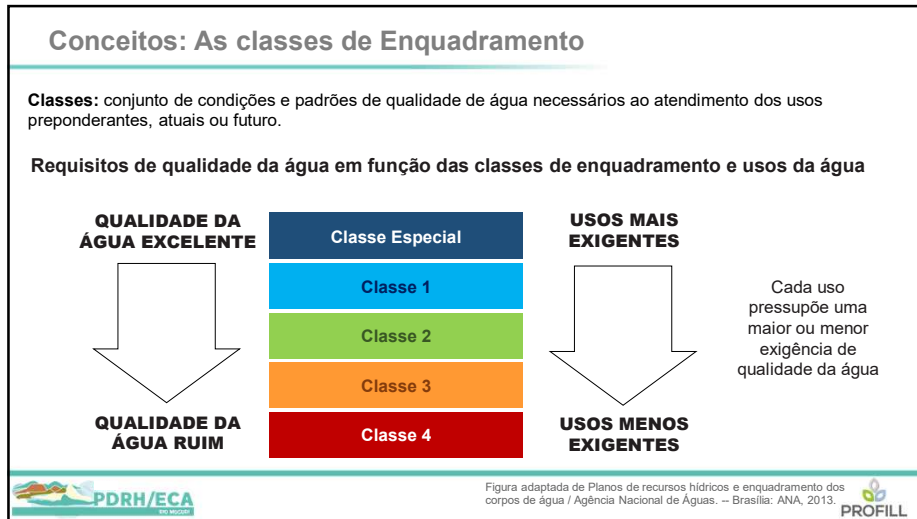 Conceitos: As classes de Enquadramento
Classes: conjunto de condições e padrões de qualidade de água necessários ao atendimento dos usos
preponderantes, atuais ou futuro.
Requisitos de qualidade da água em função das classes de enquadramento e usos da água
QUALIDADE DA
ÁGUA EXCELENTE
QUALIDADE DA
ÁGUA RUIM
Classe Especial
Classe 1
Classe 2
Classe 3
Classe 4
USOS MAIS
EXIGENTES
USOS MENOS
EXIGENTES
Cada uso
pressupõe uma
maior ou menor
exigência de
qualidade da água
PDRH/ECA
Figura adaptada de Planos de recursos hídricos e enquadramento dos
corpos de água / Agência Nacional de Águas. -- Brasília: ANA, 2013.
PROFILL